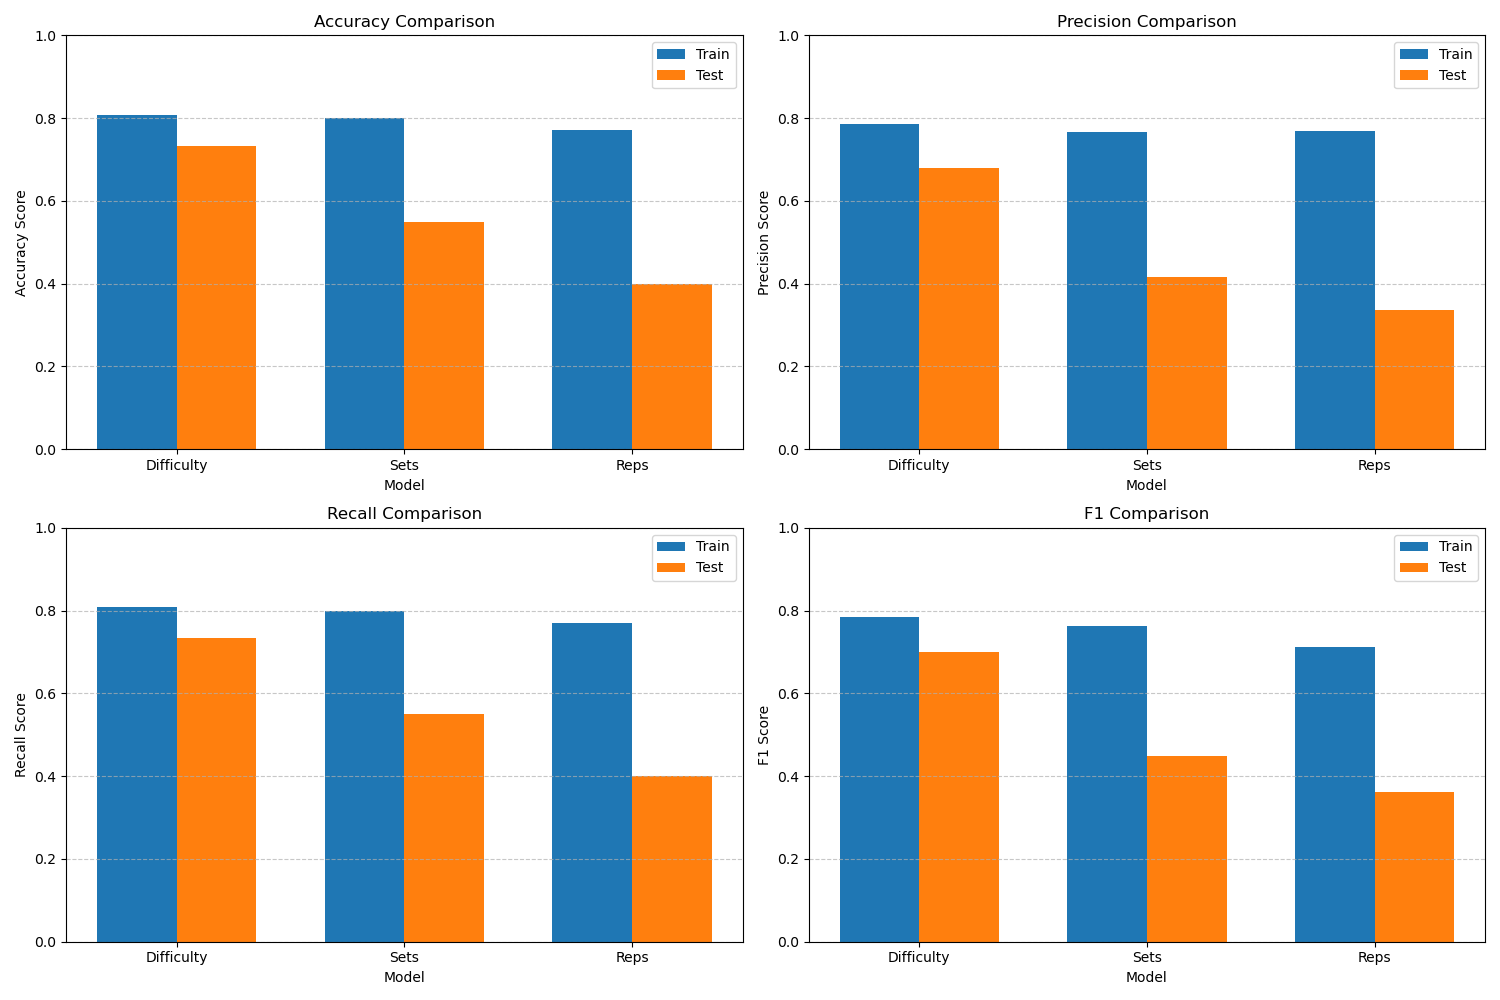 Accuracy Comparison
Accuracy Score
1.0
0.8
0.6
0.4
0.2
0.0
Train
Test
Difficulty Sets Reps
Model
Precision Comparison
Precision Score
1.0
0.8
0.6
0.4
0.2
0.0
Train
Test
Difficulty Sets Reps
Model
Recall Comparison
Recall Score
1.0
0.8
0.6
0.4
0.2
0.0
Train
Test
Difficulty Sets Reps
Model
F1 Comparison
F1 Score
1.0
0.8
0.6
0.4
0.2
0.0
Train
Test
Difficulty Sets Reps
Model